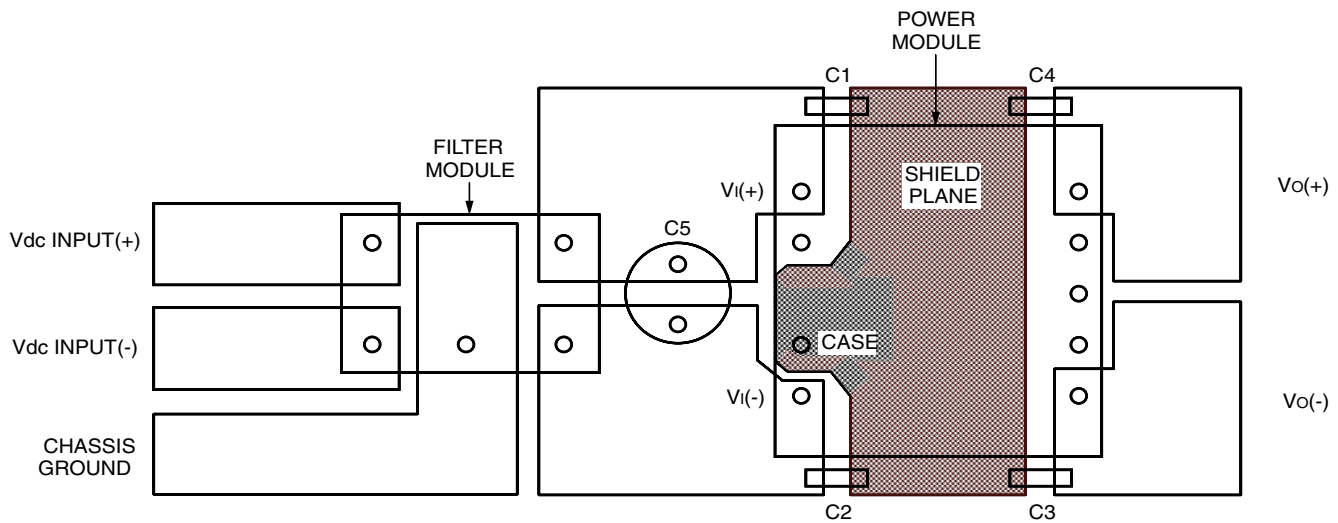 POWER
MODULE
C1
C4
FILTER
MODULE
SHIELD
PLANE
VI(+)
VO(+)
Vdc INPUT(+)
C5
Vdc INPUT(-)
CASE
VI(-)
VO(-)
CHASSIS
GROUND
C2
C3